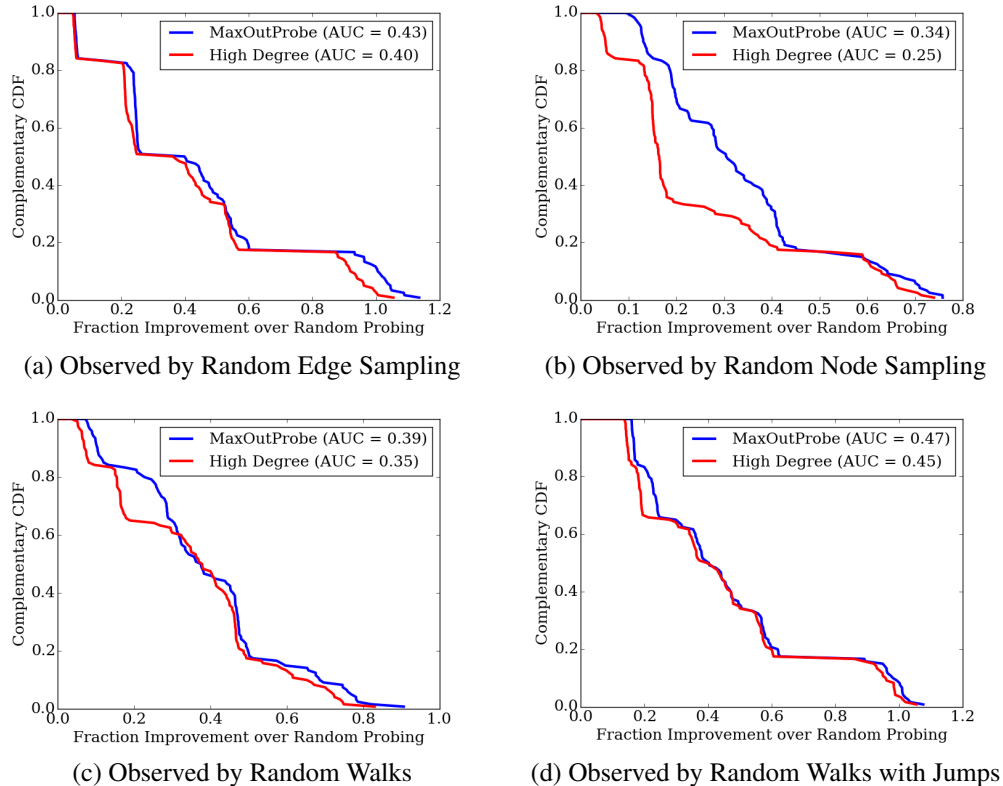 MaxOutProbe (AUC = 0.43)
High Degree (AUC = 0.40)
Complementary CDF
1.0
0.8
0.6
0.4
0.2
0.0
0.0 0.2 0.4 0.6 0.8 1.0 1.2
Fraction Improvement over Random Probing
(a) Observed by Random Edge Sampling
MaxOutProbe (AUC = 0.34)
High Degree (AUC = 0.25)
Complementary CDF
1.0
0.8
0.6
0.4
0.2
0.0
0.0 0.1 0.2 0.3 0.4 0.5 0.6 0.7 0.8
Fraction Improvement over Random Probing
(b) Observed by Random Node Sampling
MaxOutProbe (AUC = 0.39)
High Degree (AUC = 0.35)
Complementary CDF
1.0
0.8
0.6
0.4
0.2
0.0
0.0 0.2 0.4 0.6 0.8 1.0
Fraction Improvement over Random Probing
(c) Observed by Random Walks
MaxOutProbe (AUC = 0.47)
High Degree (AUC = 0.45)
Complementary CDF
1.0
0.8
0.6
0.4
0.2
0.0
0.0 0.2 0.4 0.6 0.8 1.0 1.2
Fraction Improvement over Random Probing
(d) Observed by Random Walks with Jumps